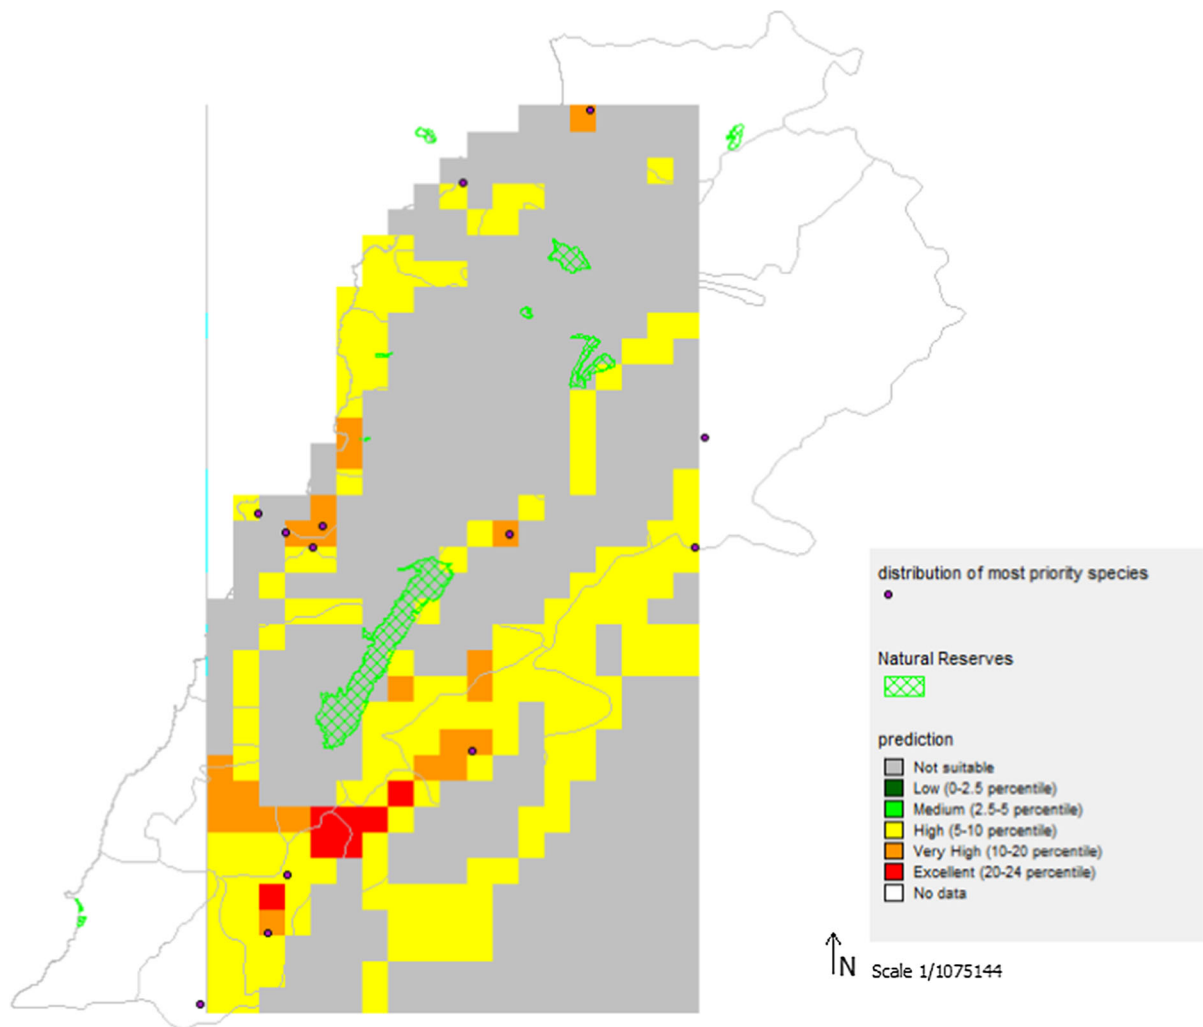 distribution of most priority species
Natural Reserves
prediction
Not suitable
Low (0-2.5 percentile)
Medium (2.5-5 percentile)
High (5-10 percentile)
Very High (10-20 percentile)
Excellent (20-24 percentile)
No data
N
Scale 1/1075144